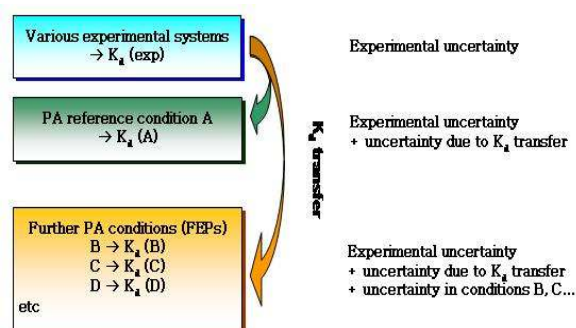 Various experimental systems
→ Kd (exp)
Experimental uncertainty
PA reference condition A
→ Kd (A)
Experimental uncertainty
+ uncertainty due to Kd transfer
Kd transfer
Further PA conditions (FEPs)
B → Kd (B)
C → Kd (C)
D → Kd (D)
etc
Experimental uncertainty
+ uncertainty due to Kd transfer
+ uncertainty in conditions B, C...